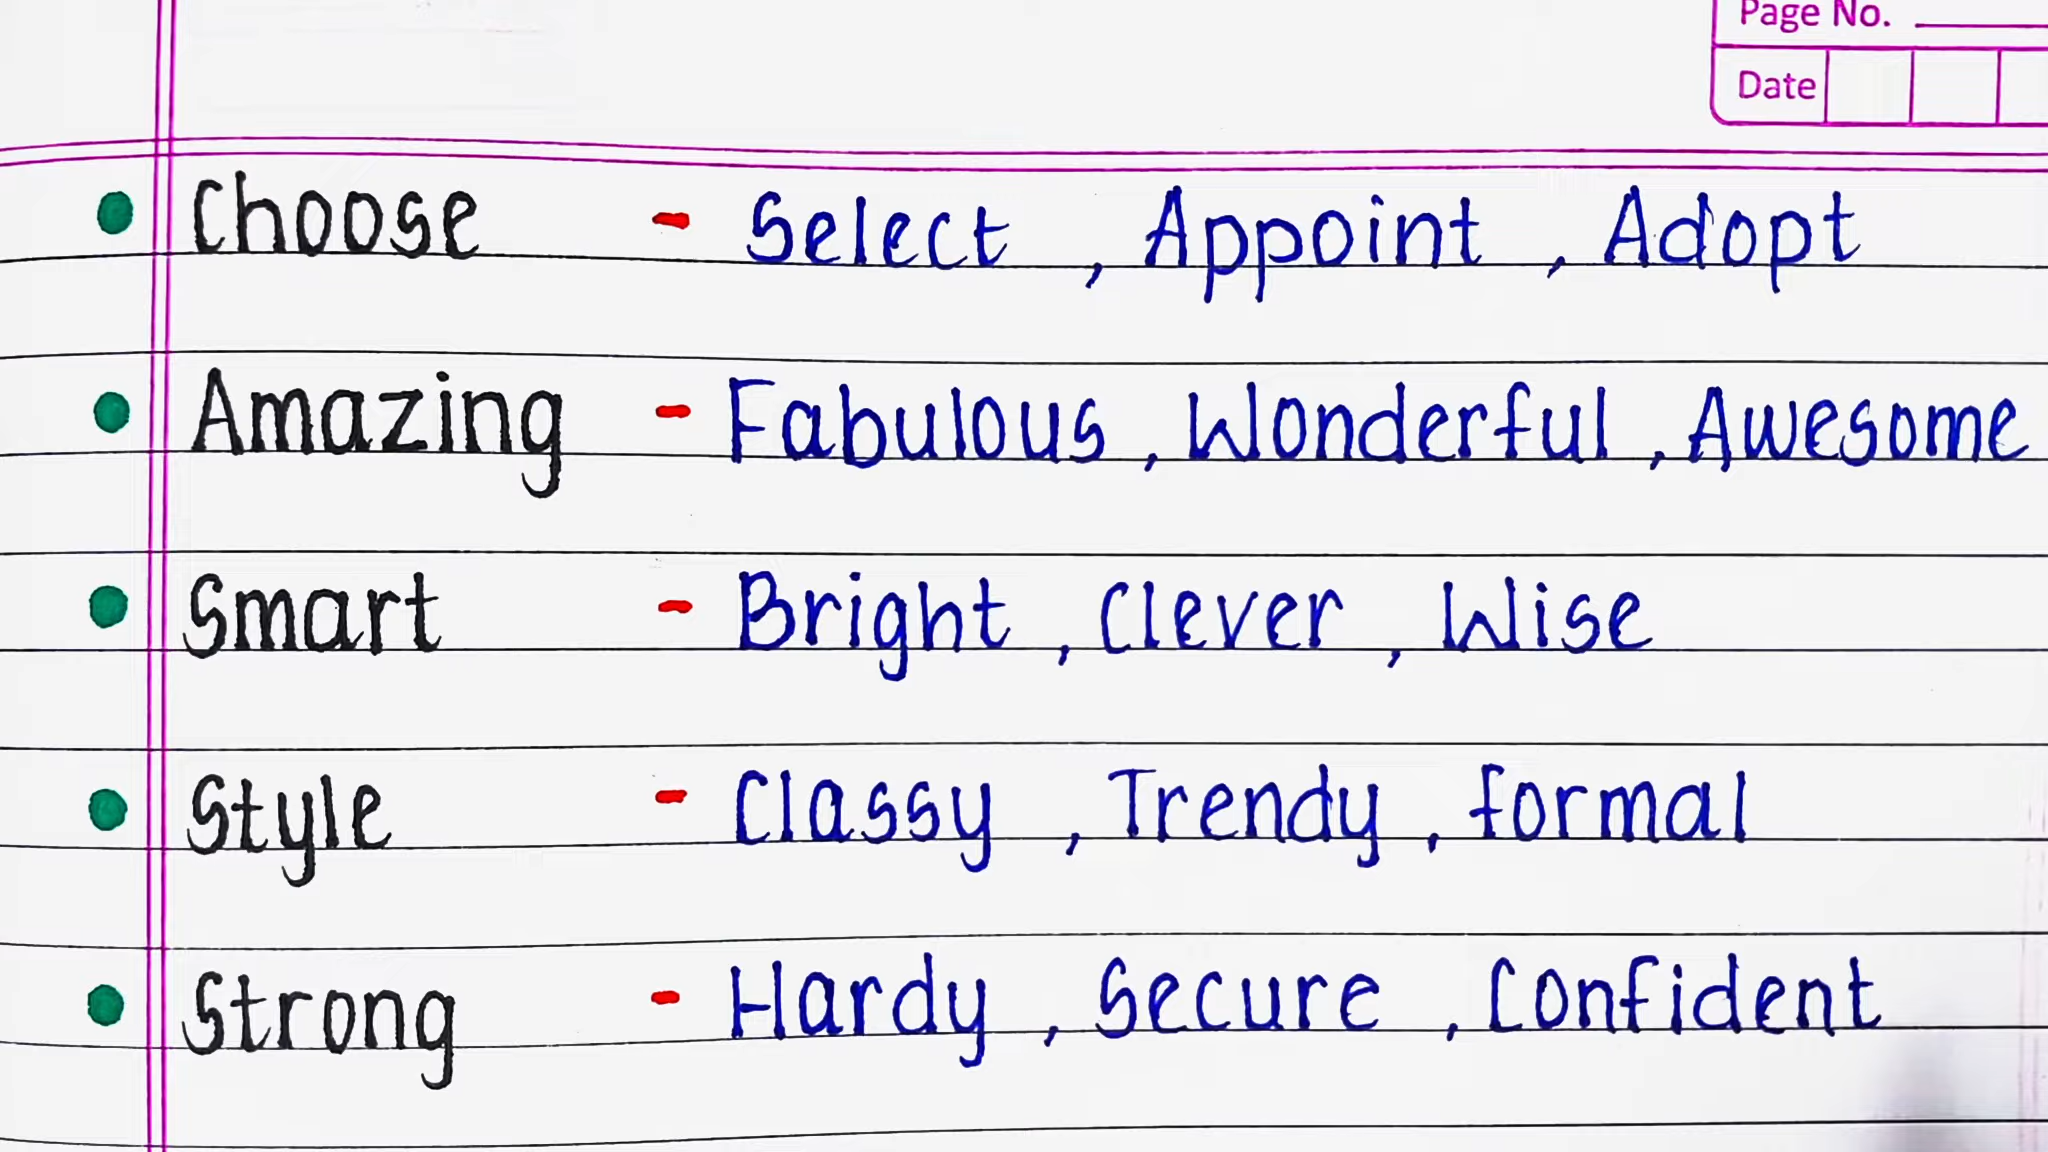 Page No.
Date
Choose - Select , Appoint , Adopt
Amazing - Fabulous , Wonderful , Awesome
Smart - Bright , Clever , Wise
Style - Classy , Trendy , formal
Strong - Hardy , Secure , Confident